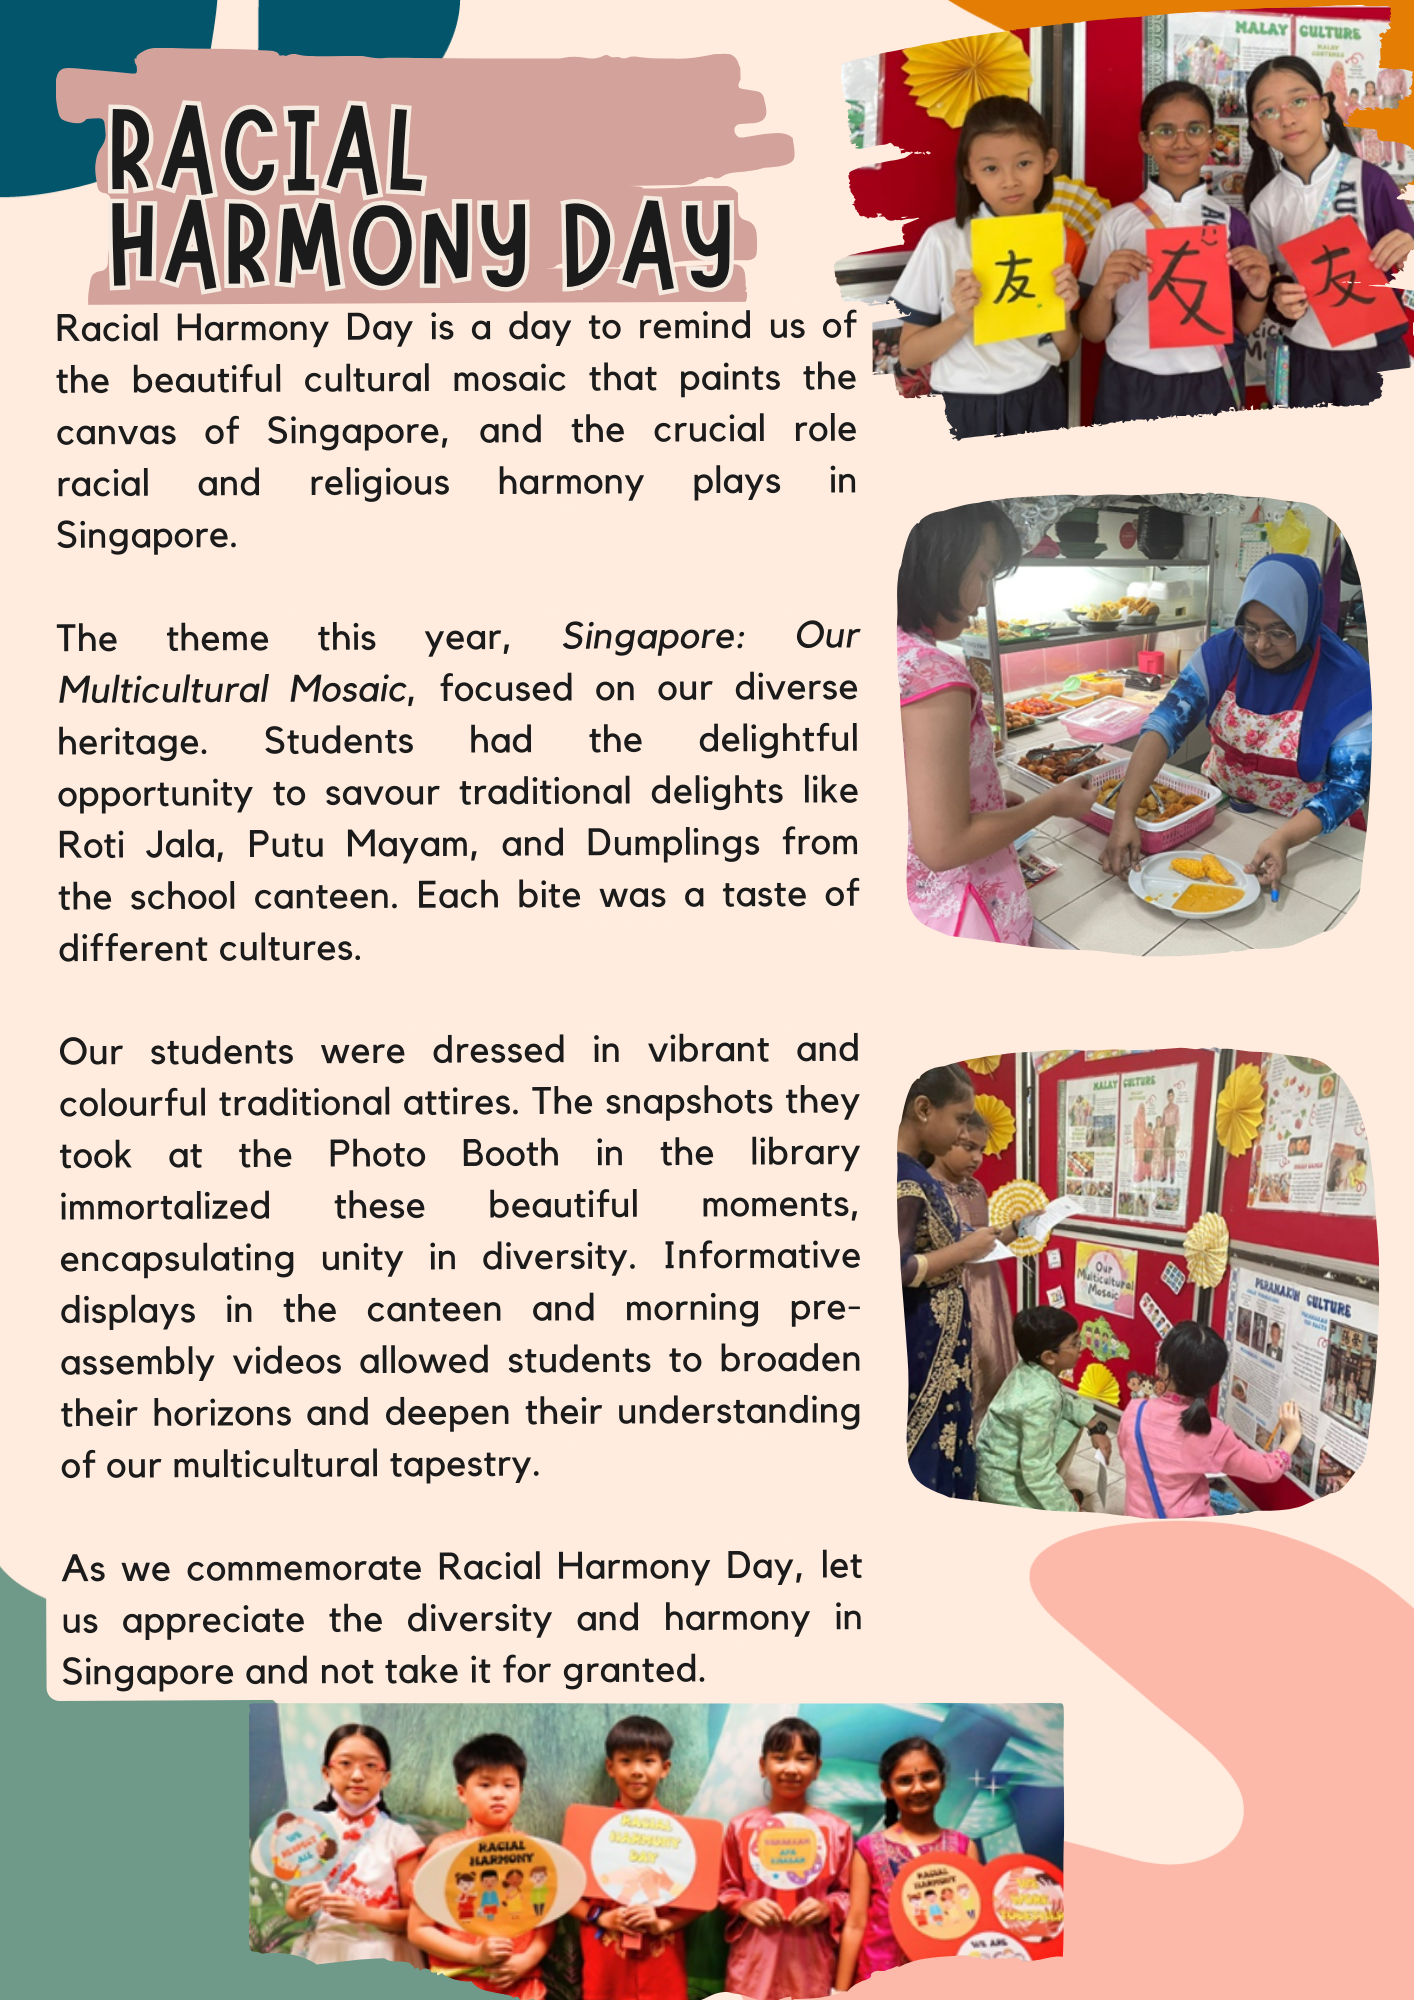 RACIAL
HARMONY DAY
Racial Harmony Day is a day to remind us of
the beautiful cultural mosaic that paints the
canvas of Singapore, and the crucial role
racial and religious harmony plays in
Singapore.
The theme this year, Singapore: Our
Multicultural Mosaic, focused on our diverse
heritage. Students had the delightful
opportunity to savour traditional delights like
Roti Jala, Putu Mayam, and Dumplings from
the school canteen. Each bite was a taste of
different cultures.
Our students were dressed in vibrant and
colourful traditional attires. The snapshots they
took at the Photo Booth in the library
immortalized these beautiful moments,
encapsulating unity in diversity. Informative
displays in the canteen and morning pre-
assembly videos allowed students to broaden
their horizons and deepen their understanding
of our multicultural tapestry.
As we commemorate Racial Harmony Day, let
us appreciate the diversity and harmony in
Singapore and not take it for granted.
MALAY CULTURE
友
友
友
MALAY CULTURE
Our
Multicultural
Mosaic
PERANAKAN CULTURE
WE
RESPECT
ALL
RACIAL
HARMONY
RACIAL
HARMONY
DAY
RACIAL
HARMONY
WE ARE